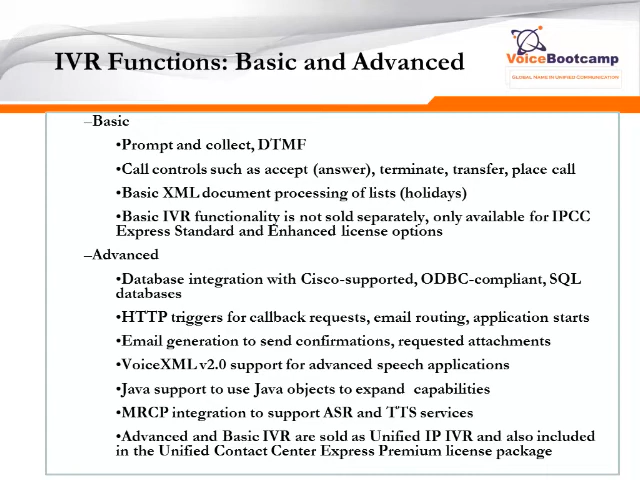 IVR Functions: Basic and Advanced
VoiceBootcamp
GLOBAL NAME IN UNIFIED COMMUNICATION
–Basic
•Prompt and collect, DTMF
•Call controls such as accept (answer), terminate, transfer, place call
•Basic XML document processing of lists (holidays)
•Basic IVR functionality is not sold separately, only available for IPCC
Express Standard and Enhanced license options
–Advanced
•Database integration with Cisco-supported, ODBC-compliant, SQL
databases
•HTTP triggers for callback requests, email routing, application starts
•Email generation to send confirmations, requested attachments
•VoiceXML v2.0 support for advanced speech applications
•Java support to use Java objects to expand capabilities
•MRCP integration to support ASR and TTS services
•Advanced and Basic IVR are sold as Unified IP IVR and also included
in the Unified Contact Center Express Premium license package